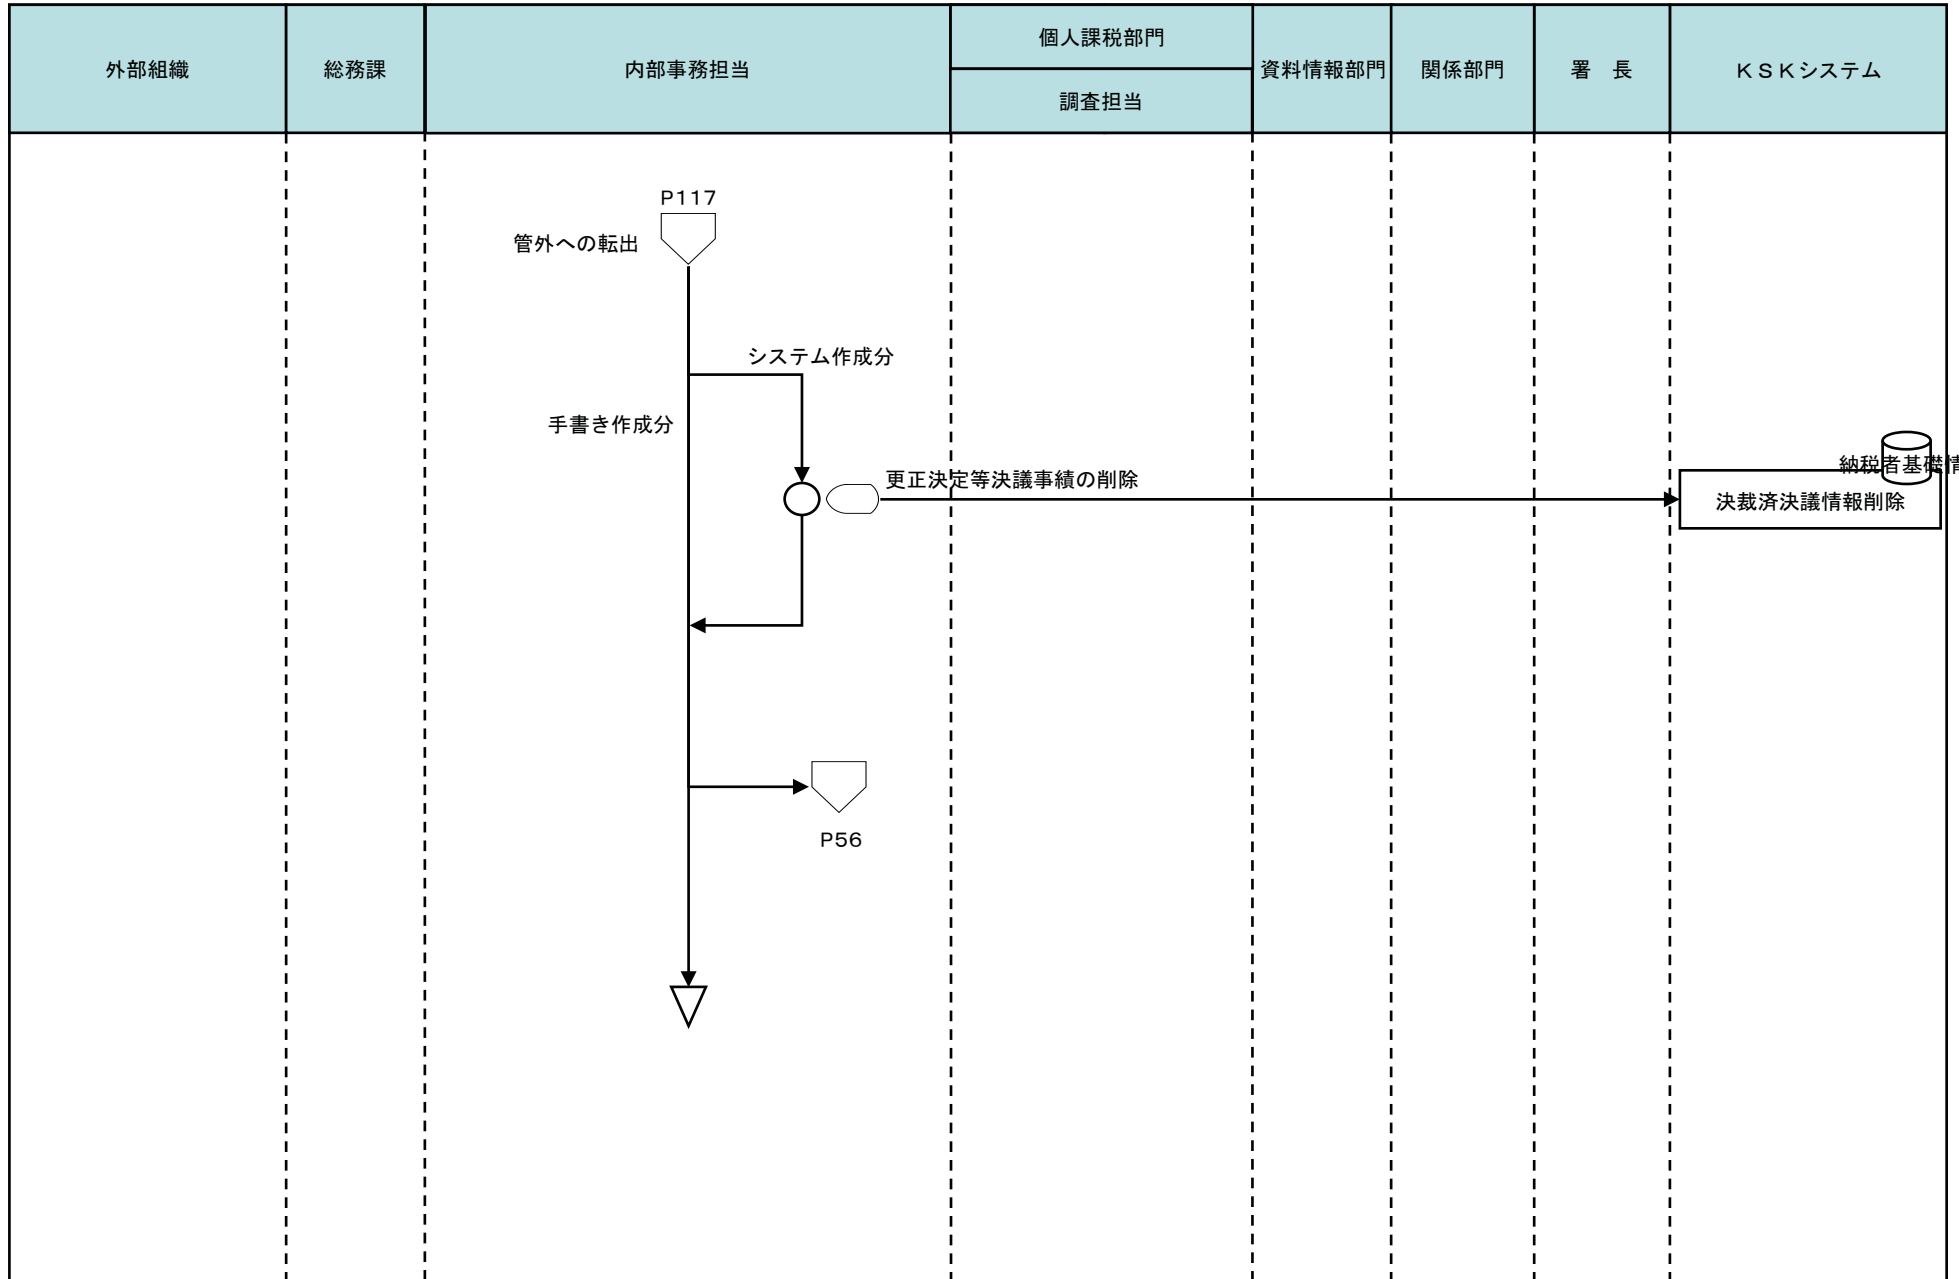 外部組織
総務課
内部事務担当
個人課税部門
調査担当
資料情報部門
関係部門
署　長
ＫＳＫシステム
P117
管外への転出
システム作成分
手書き作成分
更正決定等決議事績の削除
納税者基礎情
決裁済決議情報削除
P56